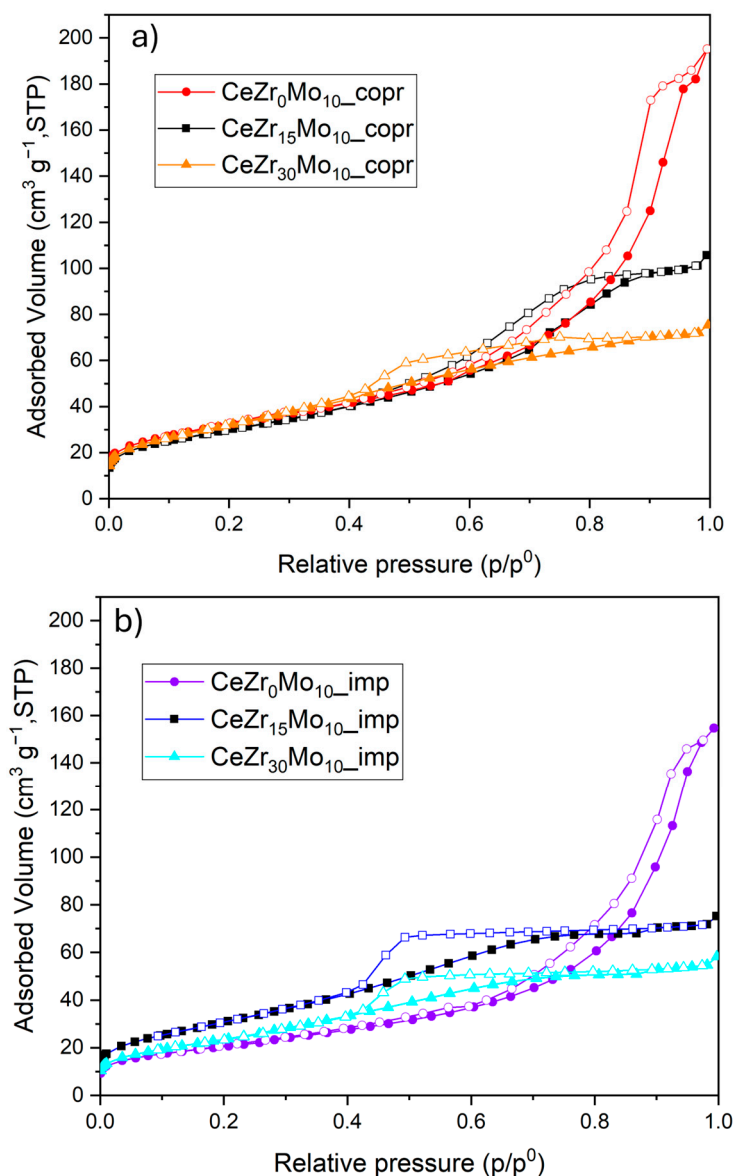 a)
CeZr₀Mo₁₀_copr
CeZr₁₅Mo₁₀_copr
CeZr₃₀Mo₁₀_copr
Adsorbed Volume (cm³ g⁻¹,STP)
200
180
160
140
120
100
80
60
40
20
0
0.0 0.2 0.4 0.6 0.8 1.0
Relative pressure (p/p⁰)
b)
CeZr₀Mo₁₀_imp
CeZr₁₅Mo₁₀_imp
CeZr₃₀Mo₁₀_imp
Adsorbed Volume (cm³ g⁻¹,STP)
200
180
160
140
120
100
80
60
40
20
0
0.0 0.2 0.4 0.6 0.8 1.0
Relative pressure (p/p⁰)